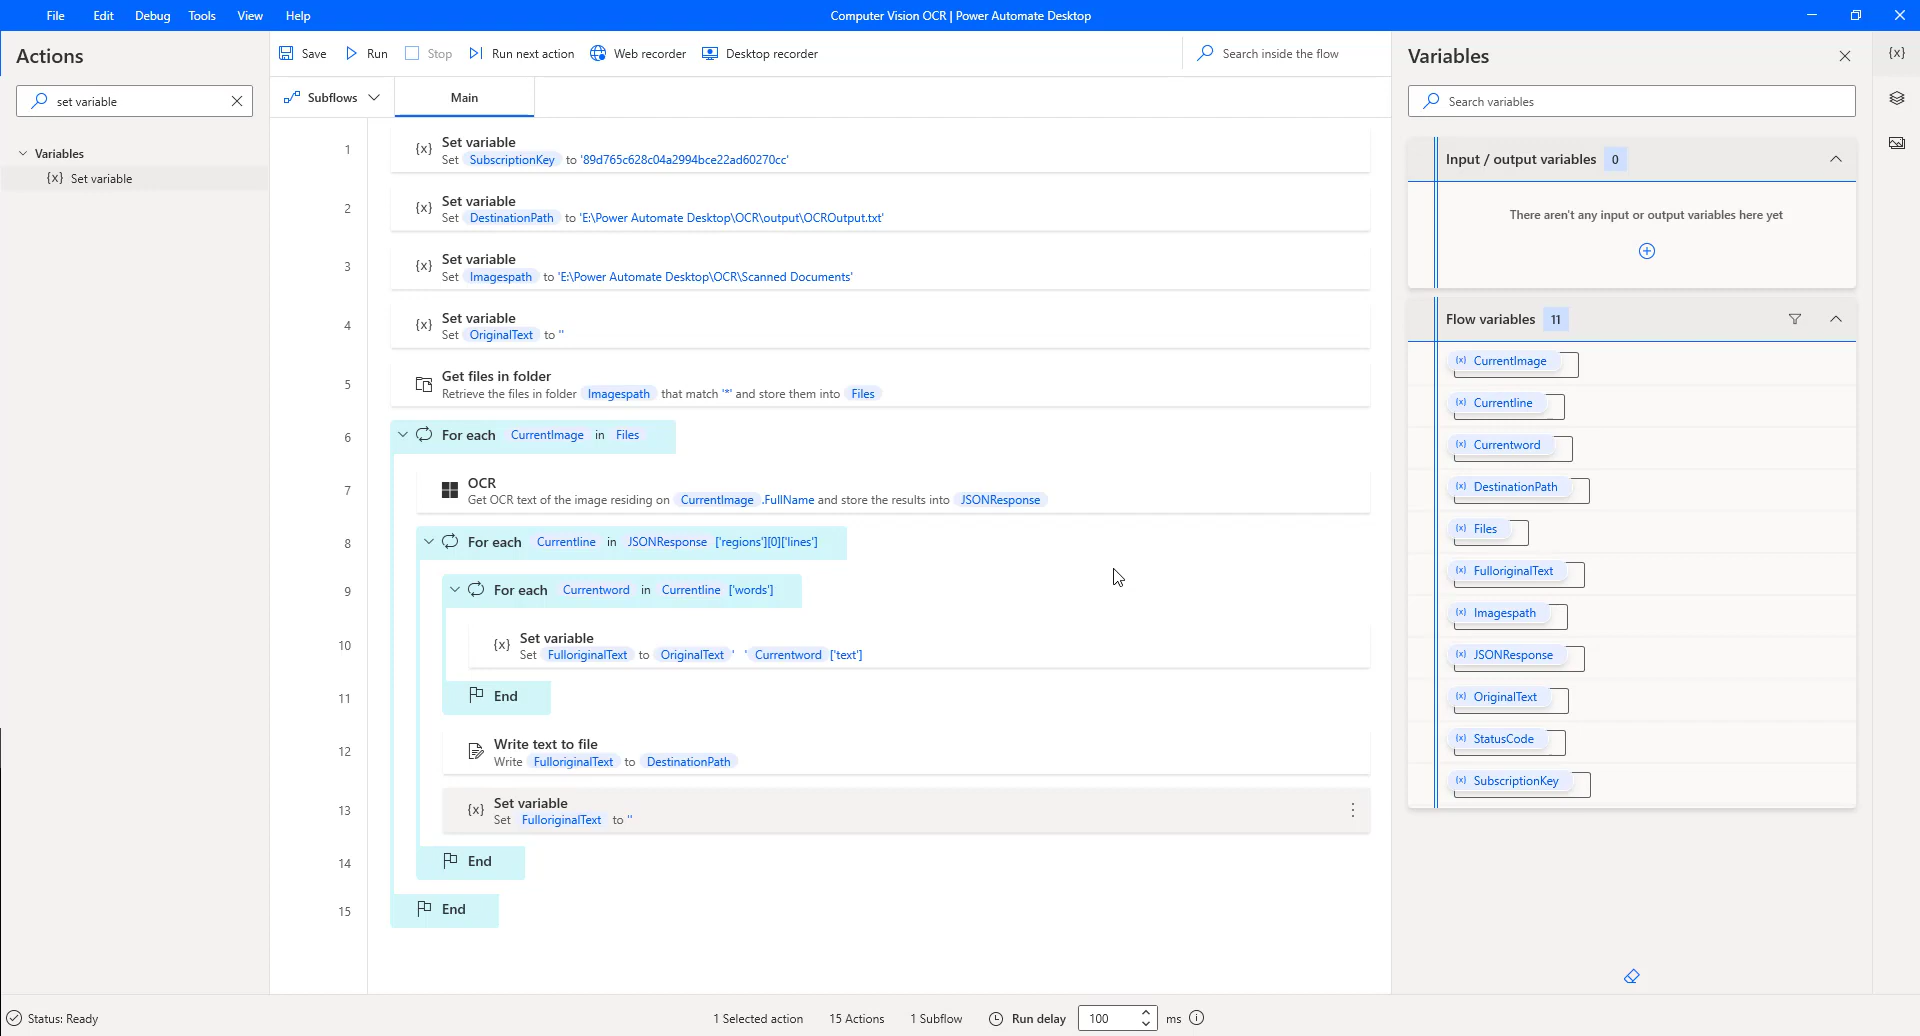 File Edit Debug Tools View Help
Computer Vision OCR | Power Automate Desktop
Actions
set variable
Variables
{x} Set variable
Save Run Stop Run next action Web recorder Desktop recorder
Search inside the flow
Subflows
Main
1
{x} Set variable
Set SubscriptionKey to '89d765c628c04a2994bce22ad60270cc'
2
{x} Set variable
Set DestinationPath to 'E:\Power Automate Desktop\OCR\output\OCROutput.txt'
3
{x} Set variable
Set Imagespath to 'E:\Power Automate Desktop\OCR\Scanned Documents'
4
{x} Set variable
Set OriginalText to ''
5
Get files in folder
Retrieve the files in folder Imagespath that match '*' and store them into Files
6
For each CurrentImage in Files
7
OCR
Get OCR text of the image residing on CurrentImage .FullName and store the results into JSONResponse
8
For each Currentline in JSONResponse ['regions'][0]['lines']
9
For each Currentword in Currentline ['words']
10
{x} Set variable
Set FulloriginalText to OriginalText ' ' Currentword ['text']
11
End
12
Write text to file
Write FulloriginalText to DestinationPath
13
{x} Set variable
Set FulloriginalText to ''
14
End
15
End
Variables
Search variables
Input / output variables 0
There aren't any input or output variables here yet
Flow variables 11
(x) CurrentImage
(x) Currentline
(x) Currentword
(x) DestinationPath
(x) Files
(x) FulloriginalText
(x) Imagespath
(x) JSONResponse
(x) OriginalText
(x) StatusCode
(x) SubscriptionKey
{x}
Status: Ready
1 Selected action 15 Actions 1 Subflow Run delay 100 ms